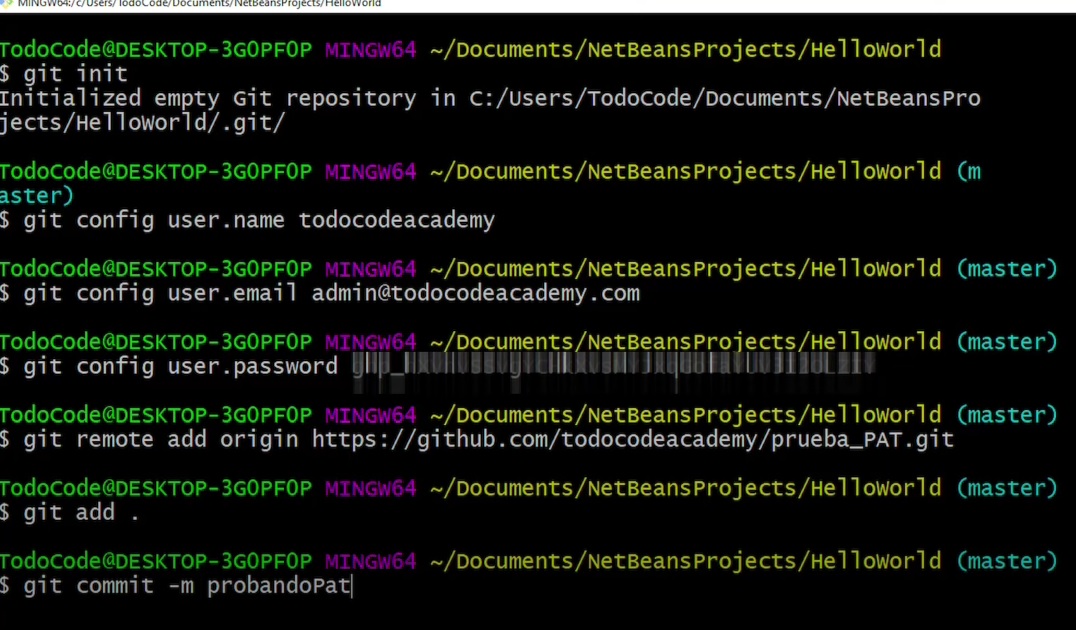 MINGW64:/c/Users/TodoCode/Documents/NetBeansProjects/HelloWorld
TodoCode@DESKTOP-3G0PF0P MINGW64 ~/Documents/NetBeansProjects/HelloWorld
$ git init
Initialized empty Git repository in C:/Users/TodoCode/Documents/NetBeansPro
jects/HelloWorld/.git/
TodoCode@DESKTOP-3G0PF0P MINGW64 ~/Documents/NetBeansProjects/HelloWorld (m
aster)
$ git config user.name todocodeacademy
TodoCode@DESKTOP-3G0PF0P MINGW64 ~/Documents/NetBeansProjects/HelloWorld (master)
$ git config user.email admin@todocodeacademy.com
TodoCode@DESKTOP-3G0PF0P MINGW64 ~/Documents/NetBeansProjects/HelloWorld (master)
$ git config user.password
TodoCode@DESKTOP-3G0PF0P MINGW64 ~/Documents/NetBeansProjects/HelloWorld (master)
$ git remote add origin https://github.com/todocodeacademy/prueba_PAT.git
TodoCode@DESKTOP-3G0PF0P MINGW64 ~/Documents/NetBeansProjects/HelloWorld (master)
$ git add .
TodoCode@DESKTOP-3G0PF0P MINGW64 ~/Documents/NetBeansProjects/HelloWorld (master)
$ git commit -m probandoPat